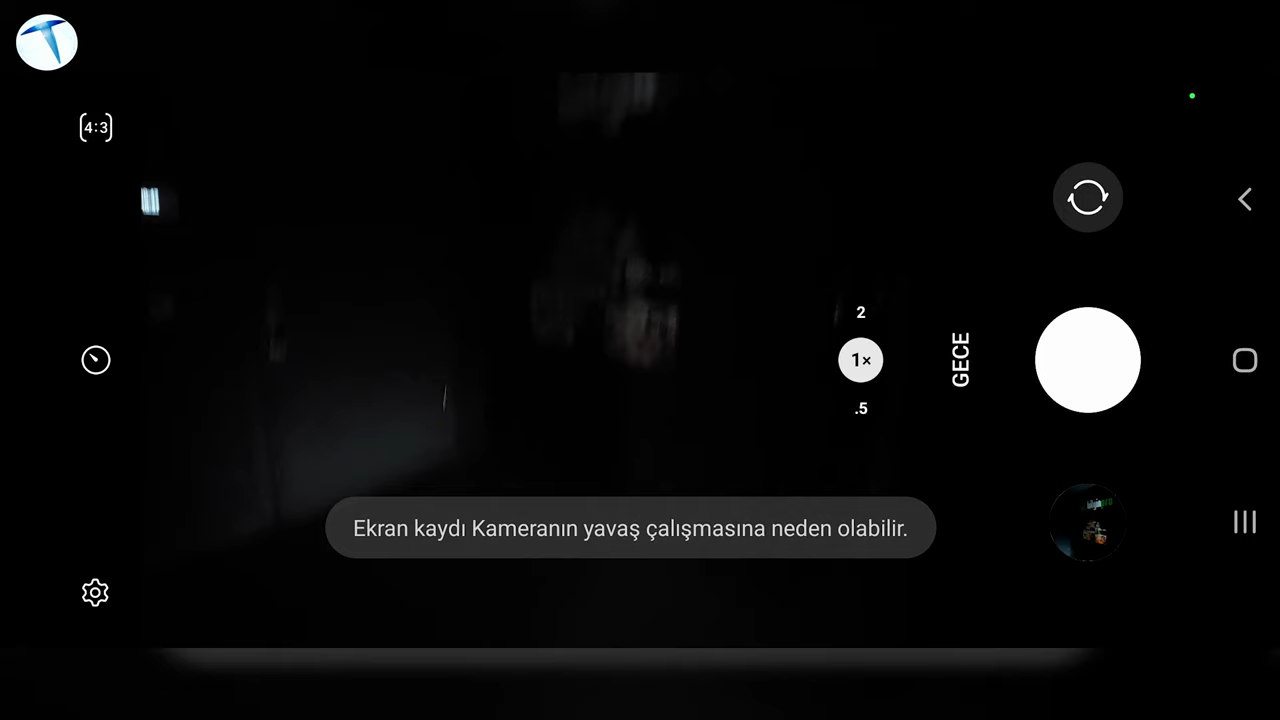 4:3
2
1×
.5
GECE
Ekran kaydı Kameranın yavaş çalışmasına neden olabilir.